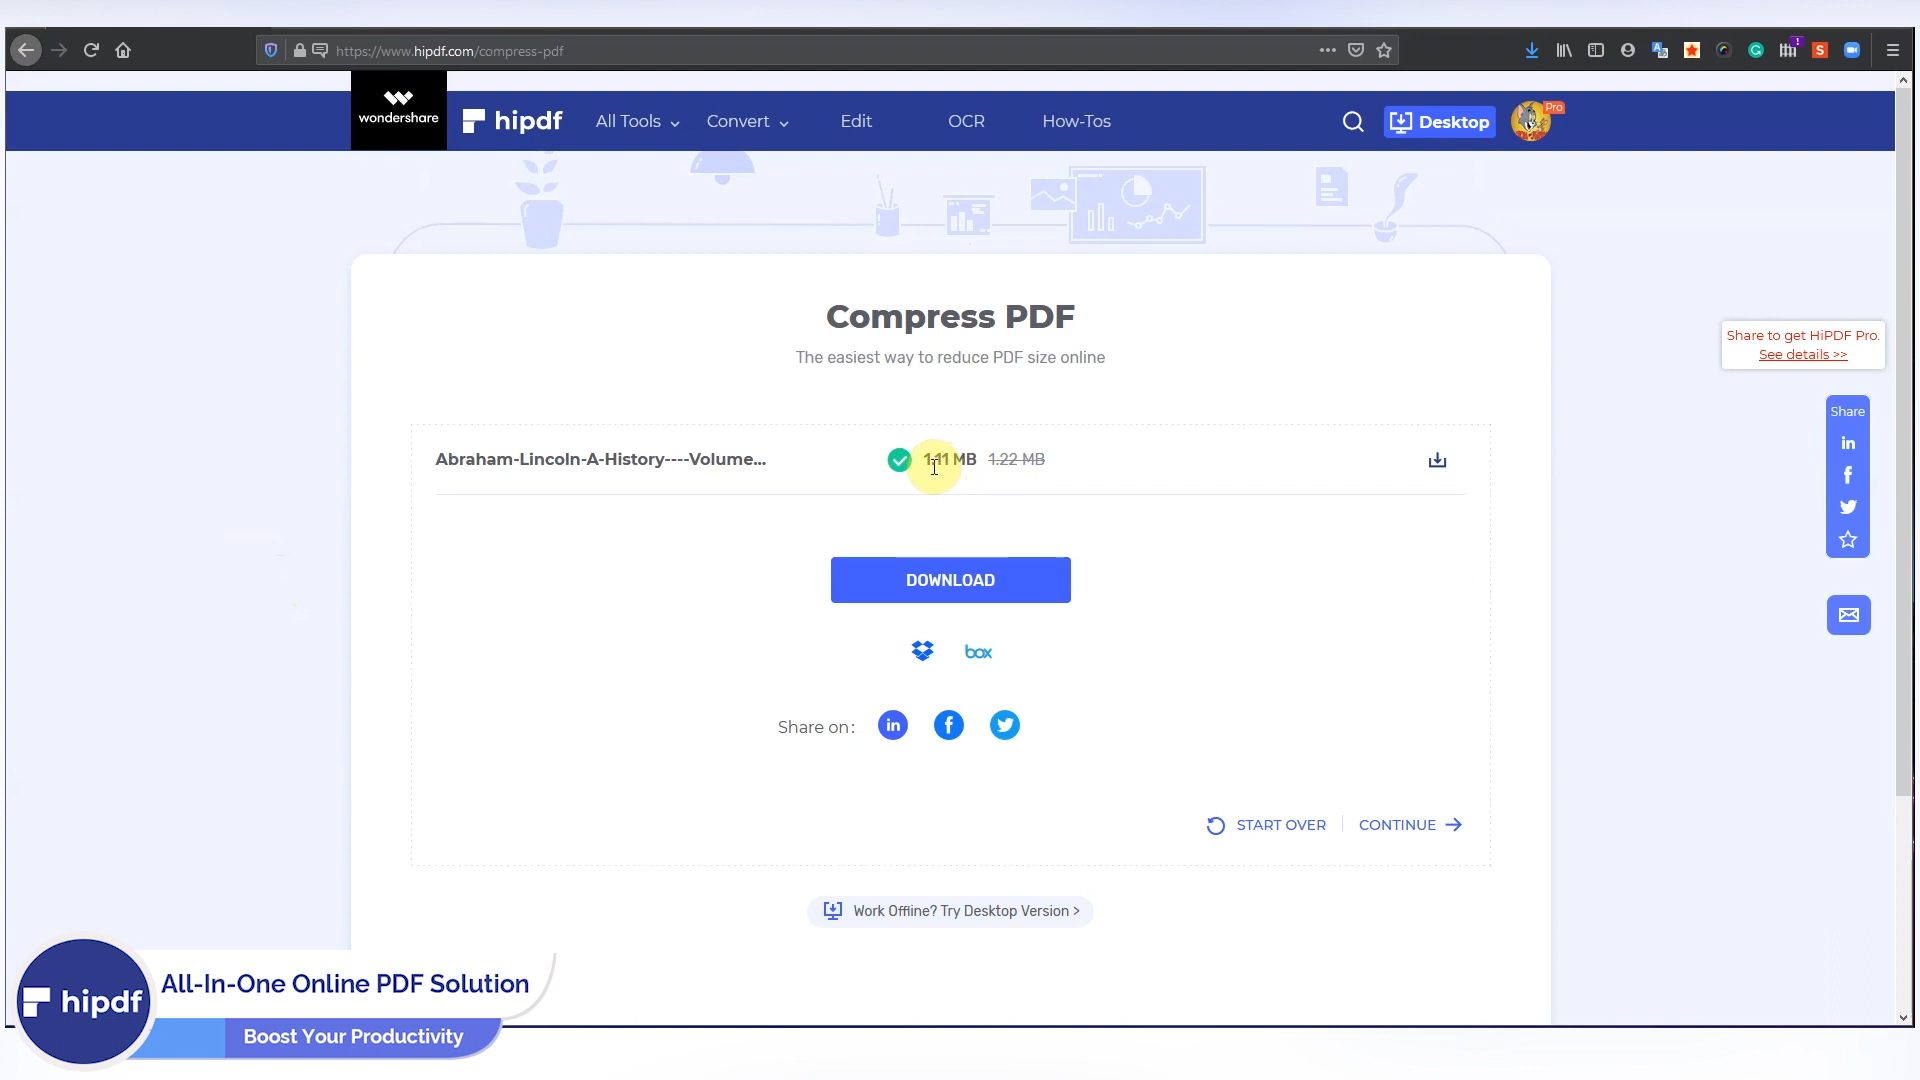 https://www.hipdf.com/compress-pdf
1
S
wondershare
hipdf
All Tools
Convert
Edit
OCR
How-Tos
Desktop
Pro
Compress PDF
The easiest way to reduce PDF size online
Share to get HiPDF Pro.
See details >>
Share
in
f
Abraham-Lincoln-A-History----Volume...
1.11 MB
1.22 MB
DOWNLOAD
box
Share on:
in
f
START OVER
CONTINUE
Work Offline? Try Desktop Version >
hipdf
All-In-One Online PDF Solution
Boost Your Productivity